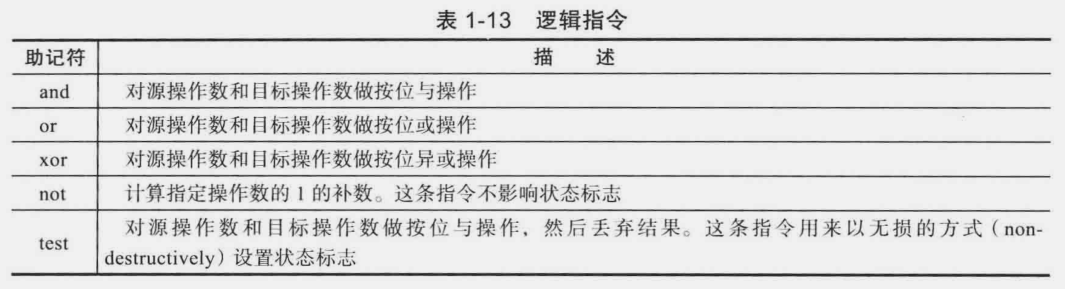 表 1-13 逻辑指令
助记符 描 述
and 对源操作数和目标操作数做按位与操作
or 对源操作数和目标操作数做按位或操作
xor 对源操作数和目标操作数做按位异或操作
not 计算指定操作数的 1 的补数。这条指令不影响状态标志
对源操作数和目标操作数做按位与操作，然后丢弃结果。这条指令用来以无损的方式（non-
test
destructively）设置状态标志